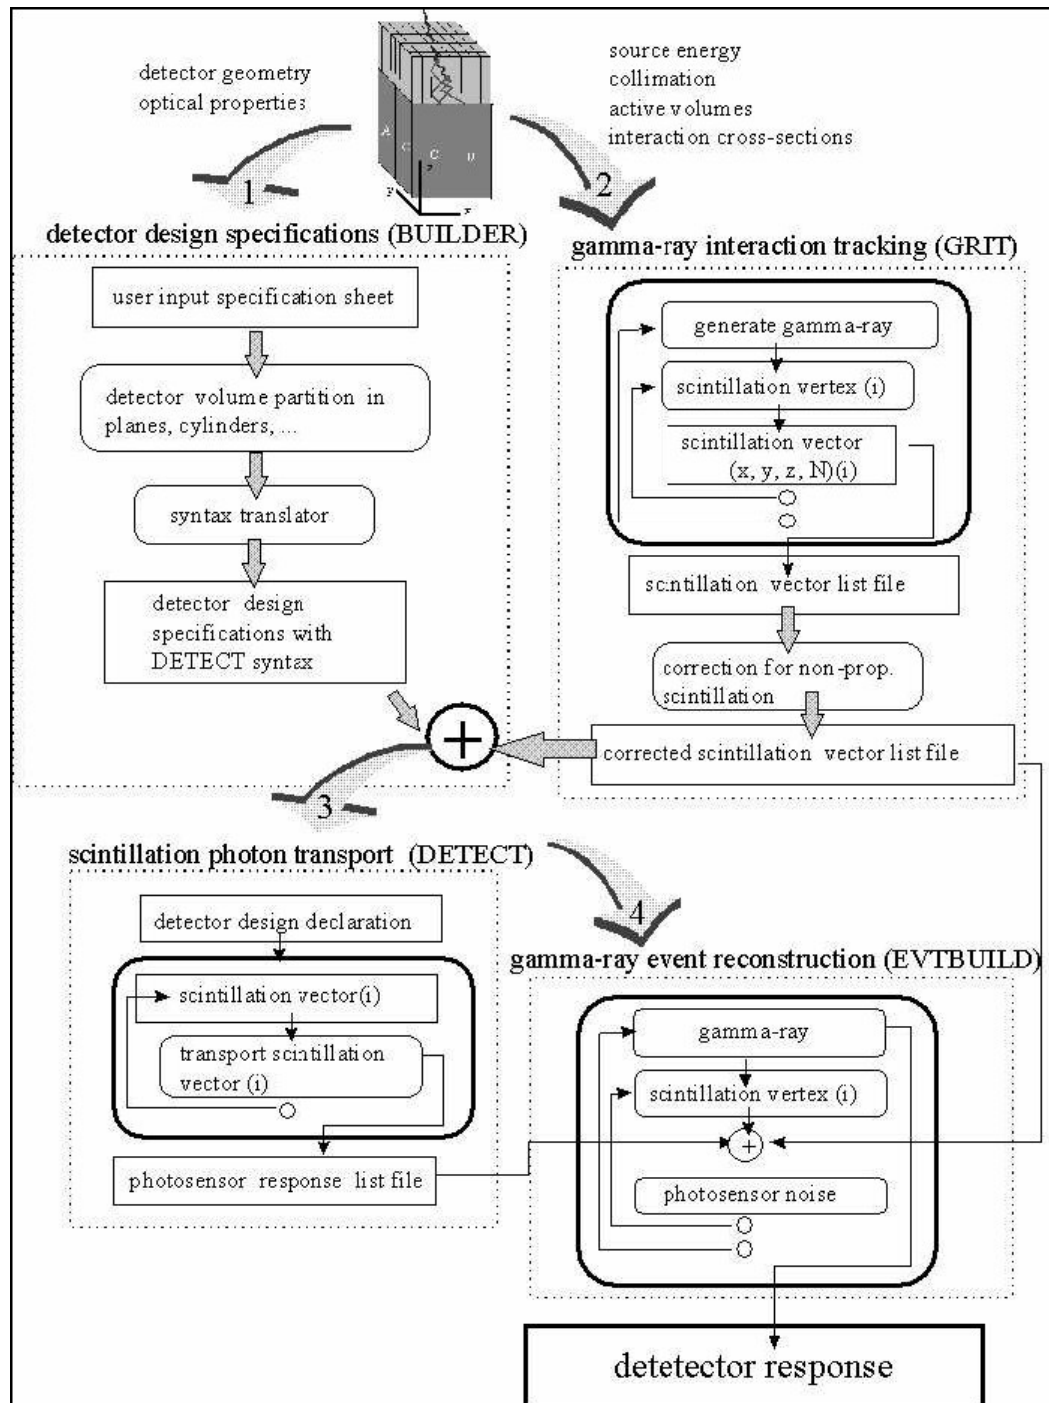 detector geometry
optical properties
source energy
collimation
active volumes
interaction cross-sections
A
C
C
z
y
x
1
2
detector design specifications (BUILDER)
user input specification sheet
detector volume partition in
planes, cylinders, ...
syntax translator
detector design
specifications with
DETECT syntax
gamma-ray interaction tracking (GRIT)
generate gamma-ray
scintillation vertex (i)
scintillation vector
(x, y, z, N)(i)
scintillation vector list file
correction for non-prop.
scintillation
corrected scintillation vector list file
+
3
scintillation photon transport (DETECT)
detector design declaration
scintillation vector(i)
transport scintillation
vector (i)
photosensor response list file
4
gamma-ray event reconstruction (EVTBUILD)
gamma-ray
scintillation vertex (i)
+
photosensor noise
detetector response